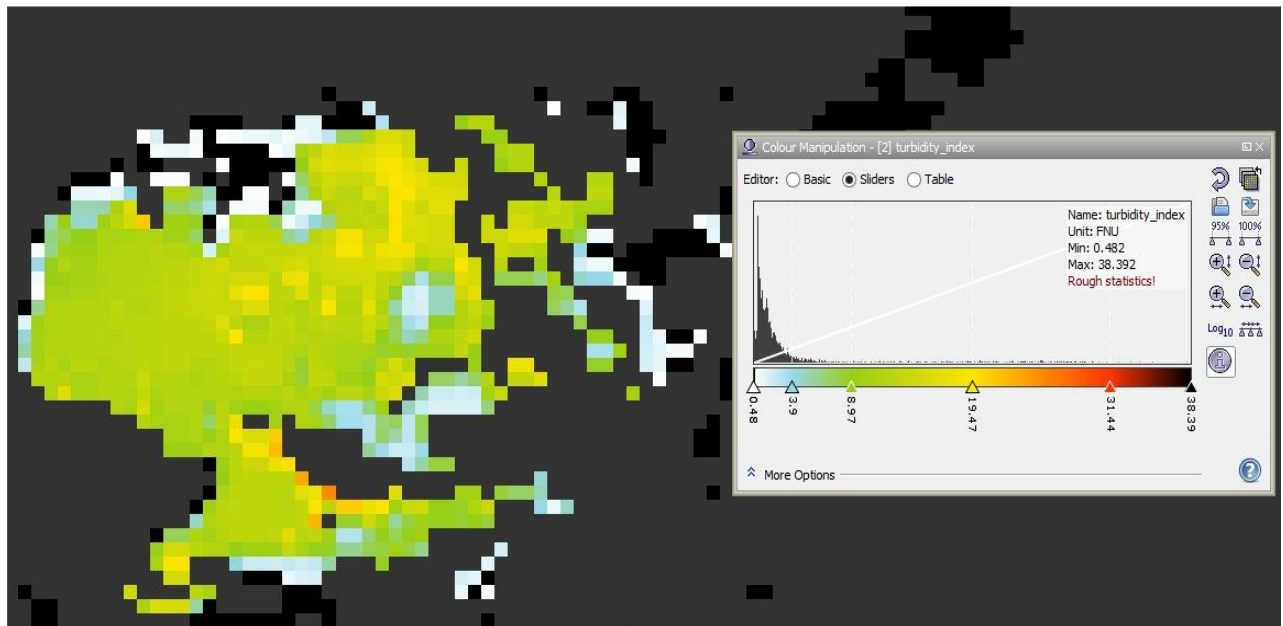 Colour Manipulation - [2] turbidity_index
Editor: Basic Sliders Table
Name: turbidity_index
Unit: FNU
Min: 0.482
Max: 38.392
Rough statistics!
95% 100%
Log10
0.48 3.9 8.97 19.47 31.44 38.39
More Options